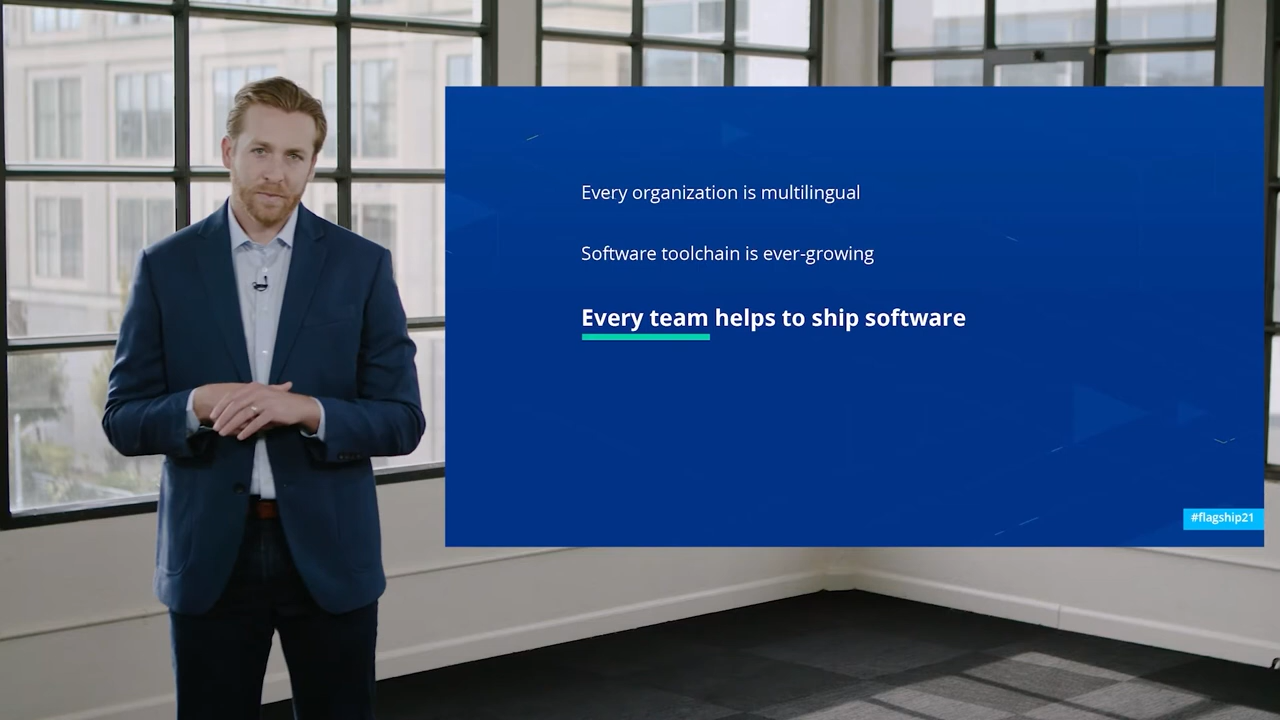 Every organization is multilingual
Software toolchain is ever-growing
Every team helps to ship software
#flagship21